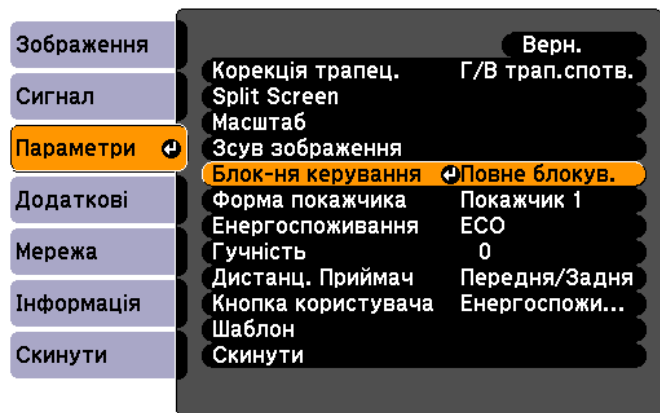 Зображення
Сигнал
Параметри
Додаткові
Мережа
Інформація
Скинути
Верн.
Корекція трапец. Г/В трап.спотв.
Split Screen
Масштаб
Зсув зображення
Блок-ня керування Повне блокув.
Форма покажчика Покажчик 1
Енергоспоживання ECO
Гучність 0
Дистанц. Приймач Передня/Задня
Кнопка користувача Енергоспожи...
Шаблон
Скинути